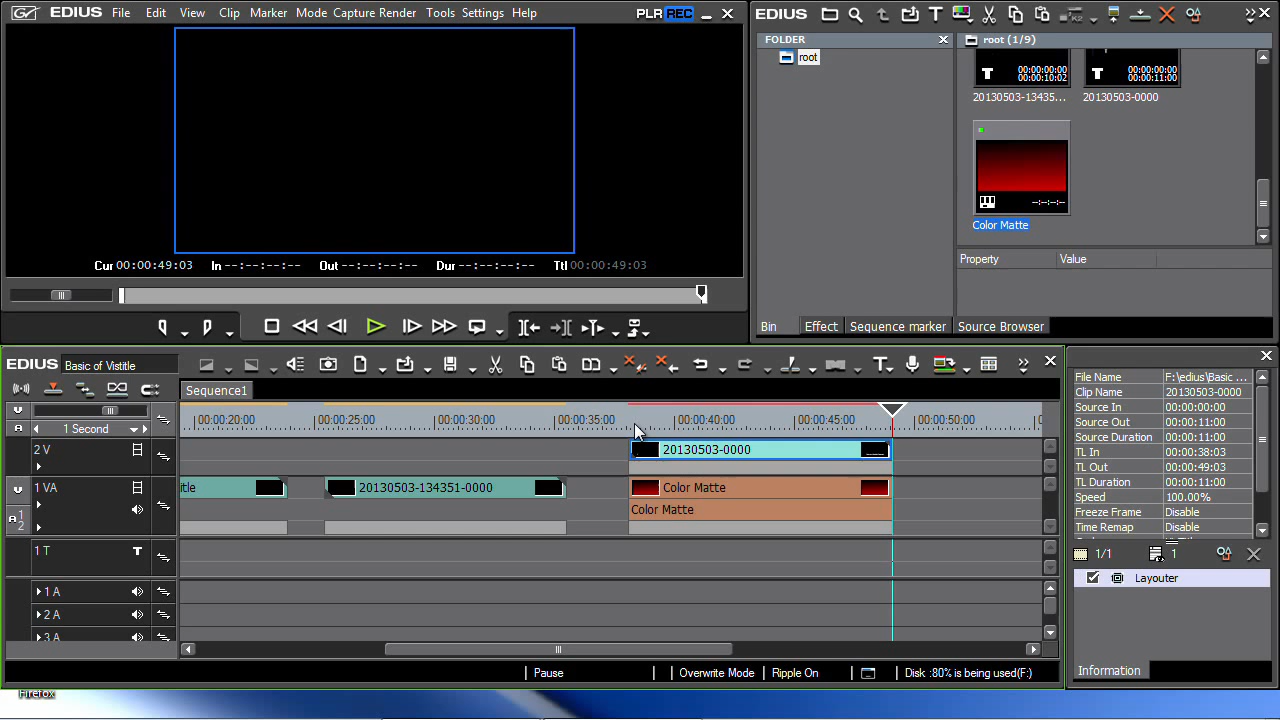 EDIUS File Edit View Clip Marker Mode Capture Render Tools Settings Help PLR REC
Cur 00:00:49:03 In --:--:--:-- Out --:--:--:-- Dur --:--:--:-- Ttl 00:00:49:03
EDIUS
FOLDER
root
root (1/9)
T 00:00:00:00
00:00:10:02
20130503-13435...
T 00:00:00:00
00:00:11:00
20130503-0000
--:--:--:--
Color Matte
Property Value
Bin Effect Sequence marker Source Browser
EDIUS Basic of Vistitle
Sequence1
1 Second
00:00:20:00 00:00:25:00 00:00:30:00 00:00:35:00 00:00:40:00 00:00:45:00 00:00:50:00
2 V
20130503-0000
1 VA
itle
20130503-134351-0000
Color Matte
Color Matte
A 1
2
1 T
T
1 A
2 A
3 A
Pause Overwrite Mode Ripple On Disk :80% is being used(F:)
File Name F:\edius\Basic ...
Clip Name 20130503-0000
Source In 00:00:00:00
Source Out 00:00:11:00
Source Duration 00:00:11:00
TL In 00:00:38:03
TL Out 00:00:49:03
TL Duration 00:00:11:00
Speed 100.00%
Freeze Frame Disable
Time Remap Disable
1/1 1
Layouter
Information
Firefox